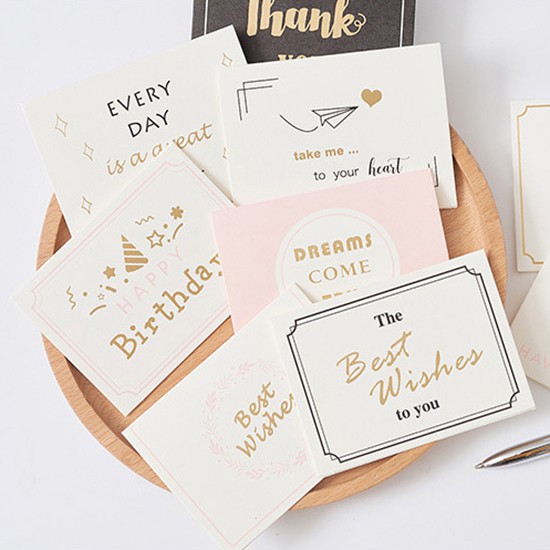 Thank
EVERY
DAY
is a great
take me ...
to your heart
DREAMS
COME
HAPPY
Birthday
The
Best
Wishes
to you
Best
Wishes